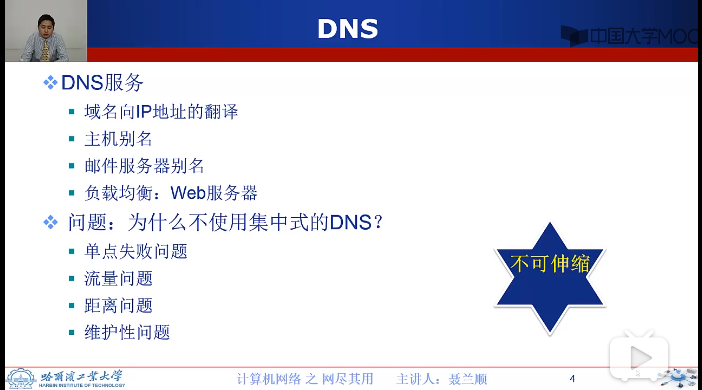 DNS
中国大学MOO
DNS服务
域名向IP地址的翻译
主机别名
邮件服务器别名
负载均衡：Web服务器
问题：为什么不使用集中式的DNS？
单点失败问题
流量问题
距离问题
维护性问题
不可伸缩
哈尔滨工业大学
HARBIN INSTITUTE OF TECHNOLOGY
计算机网络 之 网尽其用 主讲人：聂兰顺
4